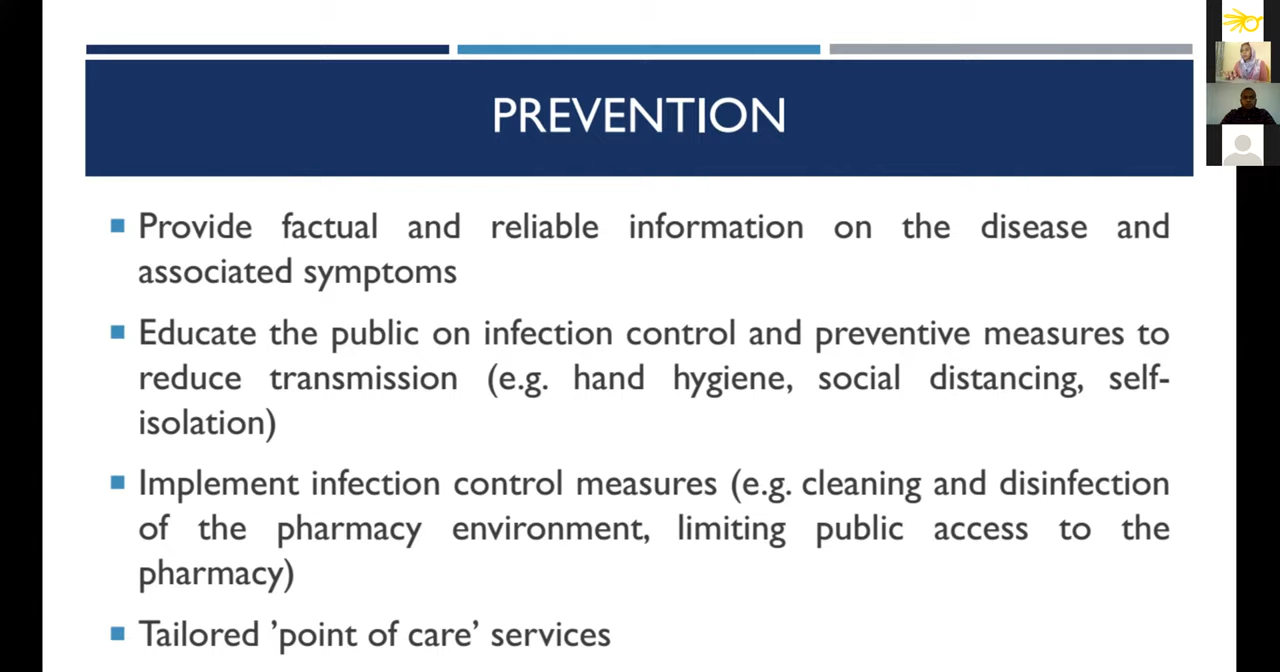 PREVENTION
Provide factual and reliable information on the disease and
associated symptoms
Educate the public on infection control and preventive measures to
reduce transmission (e.g. hand hygiene, social distancing, self-
isolation)
Implement infection control measures (e.g. cleaning and disinfection
of the pharmacy environment, limiting public access to the
pharmacy)
Tailored ’point of care’ services